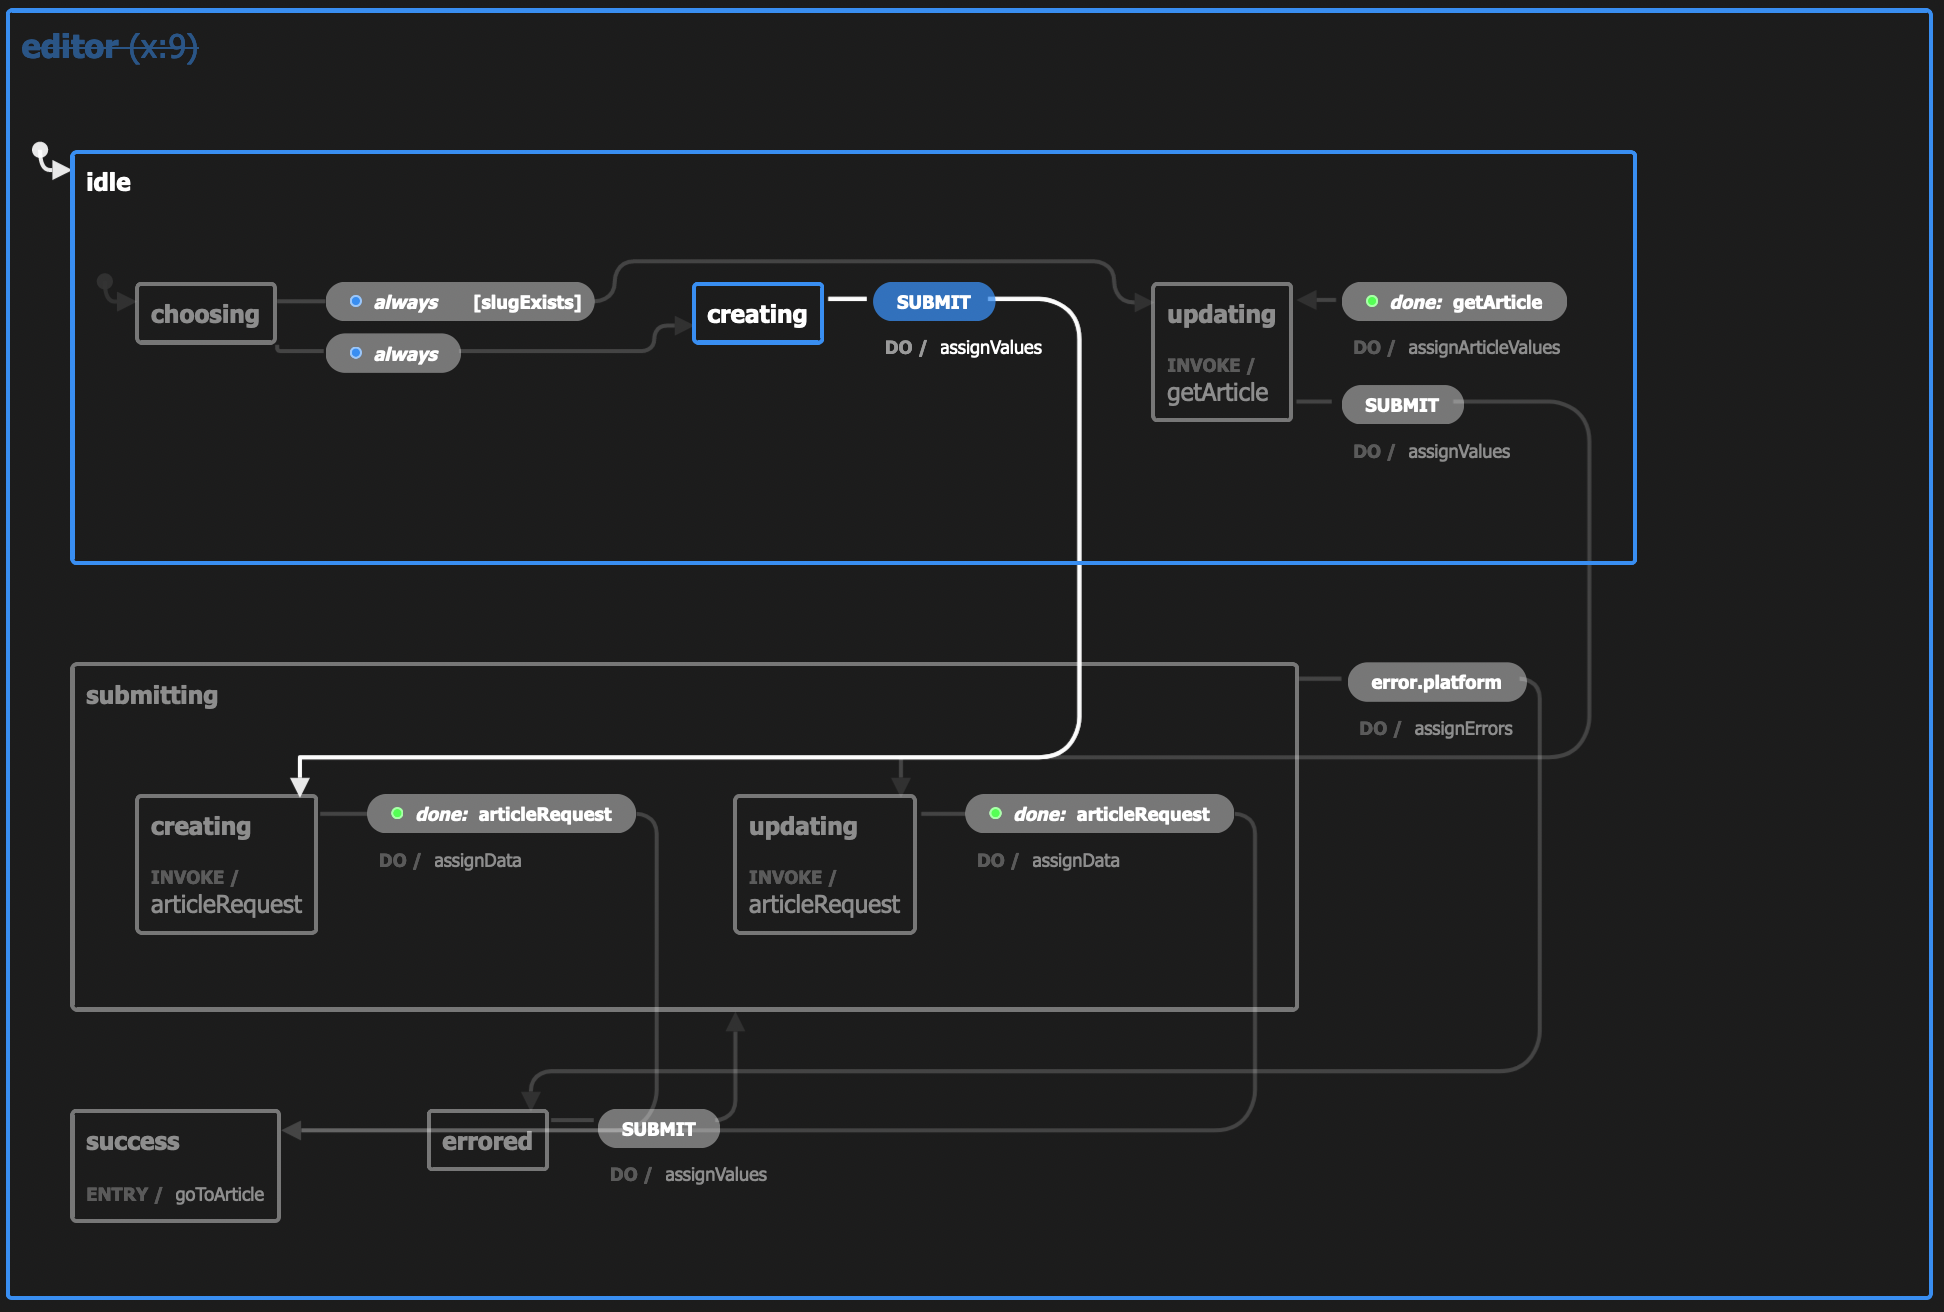 editor (x:9)
idle
choosing
always [slugExists]
always
creating
SUBMIT
DO / assignValues
updating
INVOKE /
getArticle
done: getArticle
DO / assignArticleValues
SUBMIT
DO / assignValues
submitting
error.platform
DO / assignErrors
creating
INVOKE /
articleRequest
done: articleRequest
DO / assignData
updating
INVOKE /
articleRequest
done: articleRequest
DO / assignData
success
ENTRY / goToArticle
errored
SUBMIT
DO / assignValues